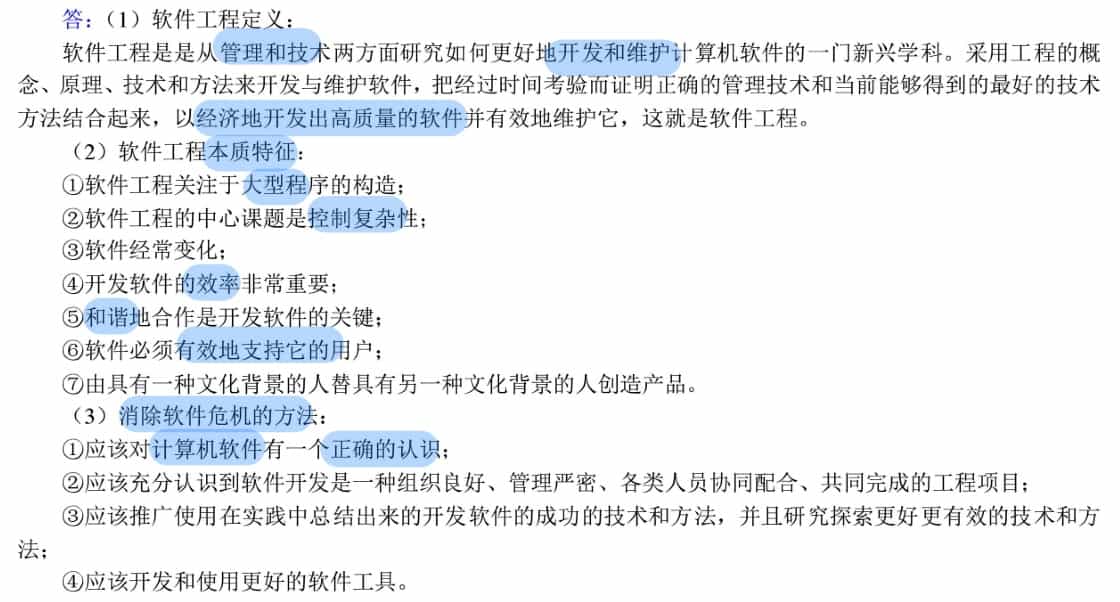 答：（1）软件工程定义：
软件工程是是从管理和技术两方面研究如何更好地开发和维护计算机软件的一门新兴学科。采用工程的概
念、原理、技术和方法来开发与维护软件，把经过时间考验而证明正确的管理技术和当前能够得到的最好的技术
方法结合起来，以经济地开发出高质量的软件并有效地维护它，这就是软件工程。
（2）软件工程本质特征：
①软件工程关注于大型程序的构造；
②软件工程的中心课题是控制复杂性；
③软件经常变化；
④开发软件的效率非常重要；
⑤和谐地合作是开发软件的关键；
⑥软件必须有效地支持它的用户；
⑦由具有一种文化背景的人替具有另一种文化背景的人创造产品。
（3）消除软件危机的方法：
①应该对计算机软件有一个正确的认识；
②应该充分认识到软件开发是一种组织良好、管理严密、各类人员协同配合、共同完成的工程项目；
③应该推广使用在实践中总结出来的开发软件的成功的技术和方法，并且研究探索更好更有效的技术和方
法；
④应该开发和使用更好的软件工具。